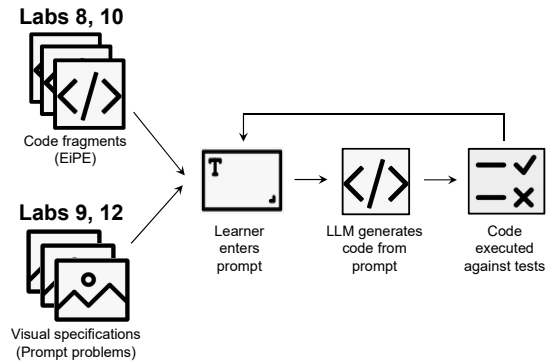 Labs 8, 10
Code fragments
(EiPE)
Labs 9, 12
Visual specifications
(Prompt problems)
T
Learner
enters
prompt
LLM generates
code from
prompt
Code
executed
against tests